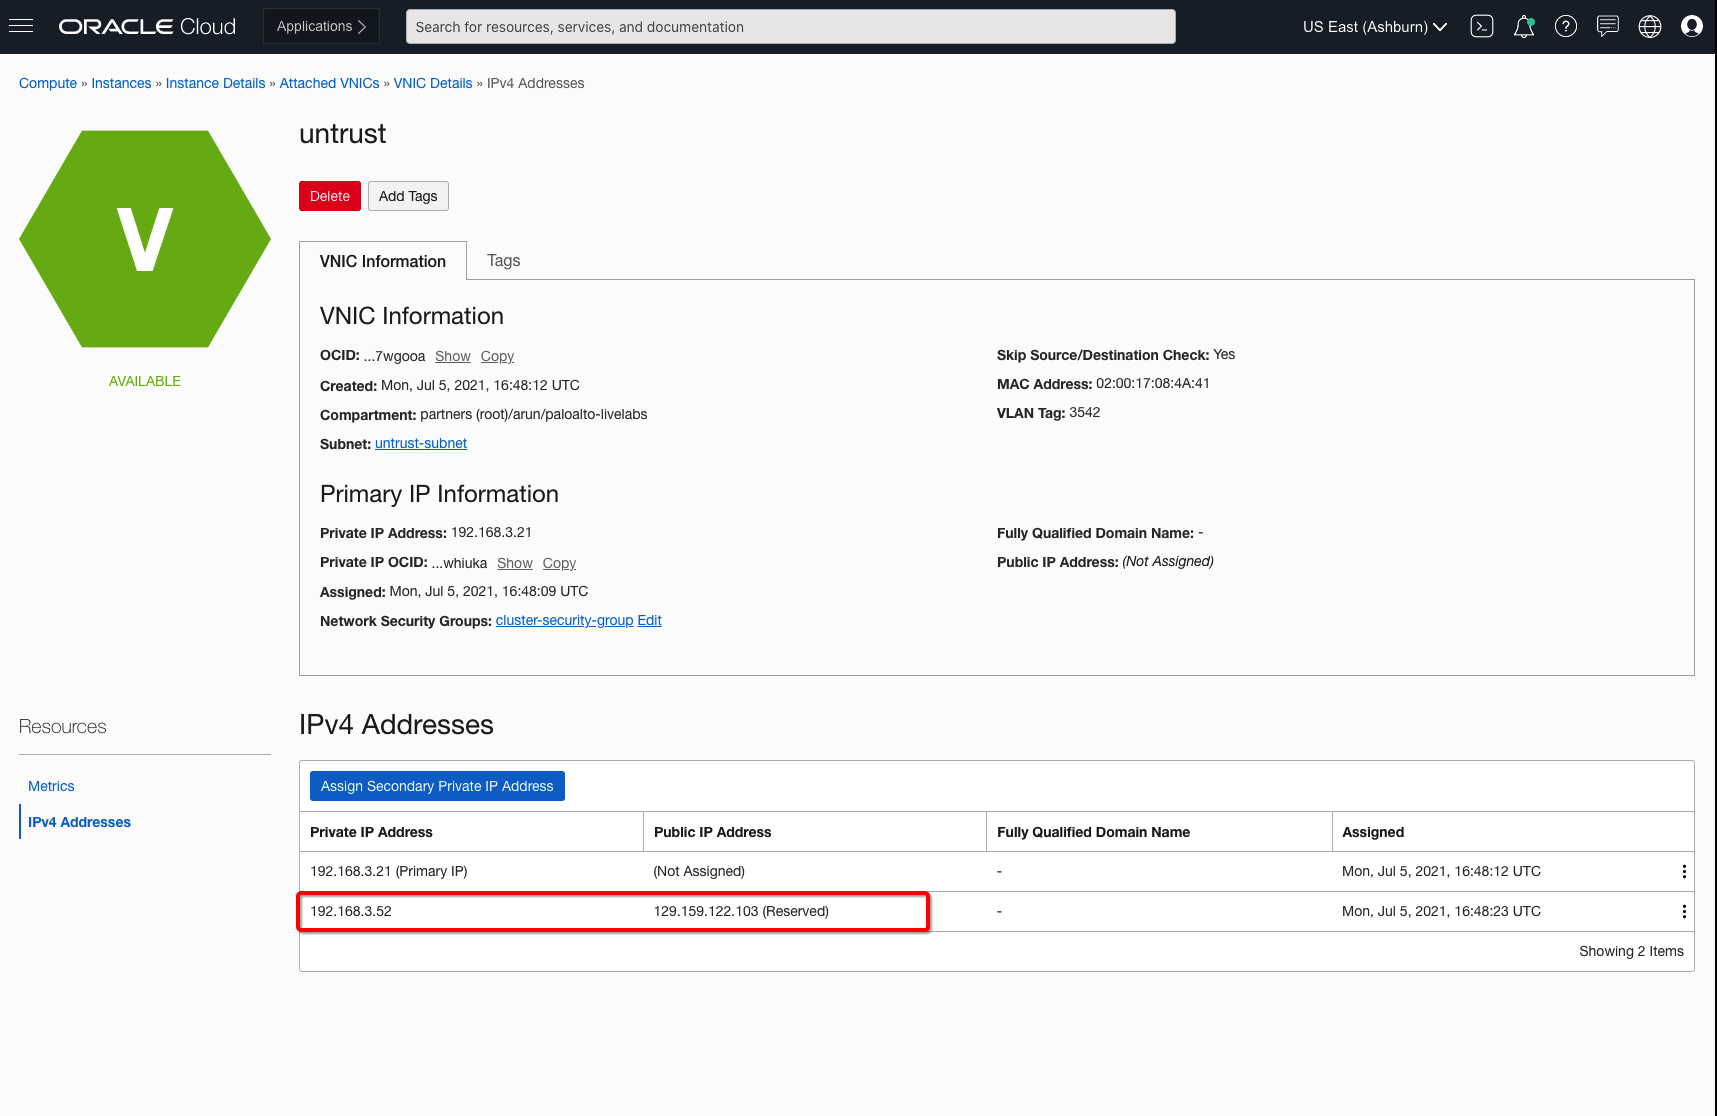 ORACLE Cloud
Applications
Search for resources, services, and documentation
US East (Ashburn)
Compute » Instances » Instance Details » Attached VNICs » VNIC Details » IPv4 Addresses
V
AVAILABLE
untrust
Delete
Add Tags
VNIC Information
Tags
VNIC Information
OCID: ...7wgooa Show Copy
Created: Mon, Jul 5, 2021, 16:48:12 UTC
Compartment: partners (root)/arun/paloalto-livelabs
Subnet: untrust-subnet
Skip Source/Destination Check: Yes
MAC Address: 02:00:17:08:4A:41
VLAN Tag: 3542
Primary IP Information
Private IP Address: 192.168.3.21
Private IP OCID: ...whiuka Show Copy
Assigned: Mon, Jul 5, 2021, 16:48:09 UTC
Network Security Groups: cluster-security-group Edit
Fully Qualified Domain Name: -
Public IP Address: (Not Assigned)
Resources
Metrics
IPv4 Addresses
IPv4 Addresses
Assign Secondary Private IP Address
Private IP Address Public IP Address Fully Qualified Domain Name Assigned
192.168.3.21 (Primary IP) (Not Assigned) - Mon, Jul 5, 2021, 16:48:12 UTC
192.168.3.52 129.159.122.103 (Reserved) - Mon, Jul 5, 2021, 16:48:23 UTC
Showing 2 Items